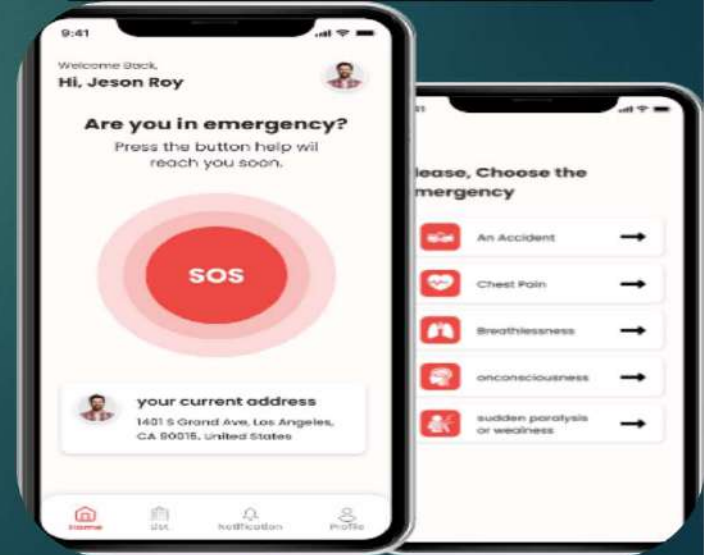 9:41
Welcome Back,
Hi, Jeson Roy
Are you in emergency?
Press the button help wil
reach you soon.
SOS
your current address
1401 S Grand Ave, Los Angeles,
CA 90015, United States
Home
List
Notification
Profile
41
lease, Choose the
mergency
An Accident
Chest Pain
Breathlessness
onconsciousness
sudden paralysis
or wealness